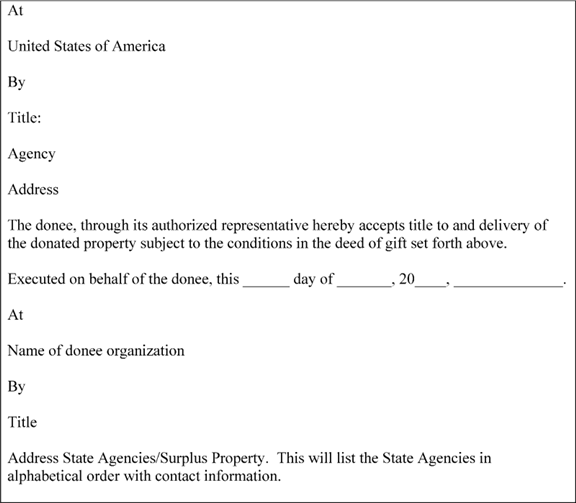 At
United States of America
By
Title:
Agency
Address
The donee, through its authorized representative hereby accepts title to and delivery of
the donated property subject to the conditions in the deed of gift set forth above.
Executed on behalf of the donee, this ______ day of _______, 20____, ______________.
At
Name of donee organization
By
Title
Address State Agencies/Surplus Property.  This will list the State Agencies in
alphabetical order with contact information.